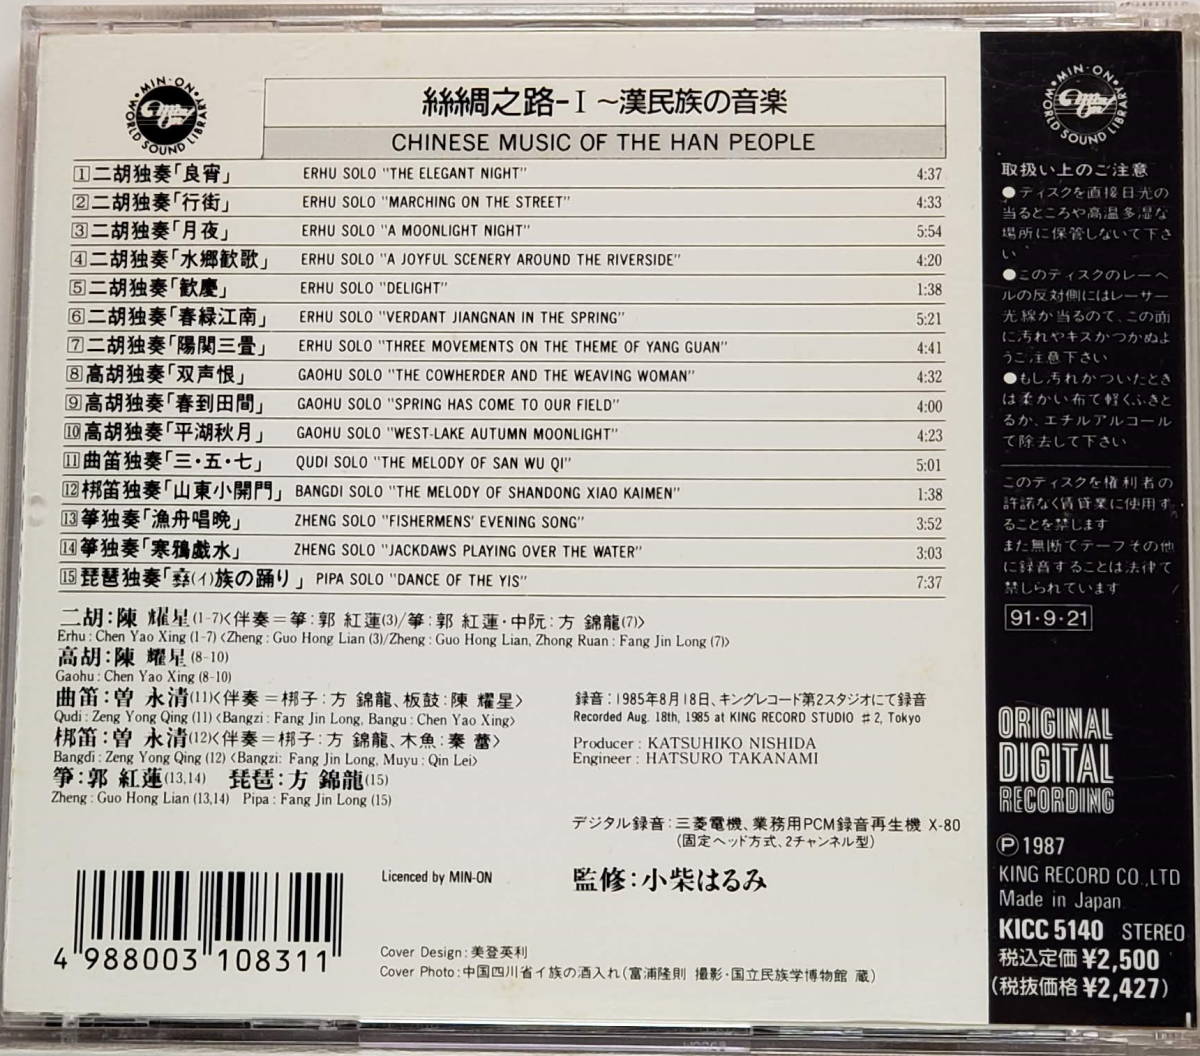 MIN-ON
WORLD SOUND LIBRARY
絲綢之路-I ～漢民族の音楽
CHINESE MUSIC OF THE HAN PEOPLE
1 二胡独奏「良宵」 ERHU SOLO "THE ELEGANT NIGHT" 4:37
2 二胡独奏「行街」 ERHU SOLO "MARCHING ON THE STREET" 4:33
3 二胡独奏「月夜」 ERHU SOLO "A MOONLIGHT NIGHT" 5:54
4 二胡独奏「水郷歓歌」 ERHU SOLO "A JOYFUL SCENERY AROUND THE RIVERSIDE" 4:20
5 二胡独奏「歓慶」 ERHU SOLO "DELIGHT" 1:38
6 二胡独奏「春緑江南」 ERHU SOLO "VERDANT JIANGNAN IN THE SPRING" 5:21
7 二胡独奏「陽関三畳」 ERHU SOLO "THREE MOVEMENTS ON THE THEME OF YANG GUAN" 4:41
8 高胡独奏「双声恨」 GAOHU SOLO "THE COWHERDER AND THE WEAVING WOMAN" 4:32
9 高胡独奏「春到田間」 GAOHU SOLO "SPRING HAS COME TO OUR FIELD" 4:00
10 高胡独奏「平湖秋月」 GAOHU SOLO "WEST-LAKE AUTUMN MOONLIGHT" 4:23
11 曲笛独奏「三・五・七」 QUDI SOLO "THE MELODY OF SAN WU QI" 5:01
12 梆笛独奏「山東小開門」 BANGDI SOLO "THE MELODY OF SHANDONG XIAO KAIMEN" 1:38
13 箏独奏「漁舟唱晩」 ZHENG SOLO "FISHERMENS' EVENING SONG" 3:52
14 箏独奏「寒鴉戯水」 ZHENG SOLO "JACKDAWS PLAYING OVER THE WATER" 3:03
15 琵琶独奏「彝(イ)族の踊り」 PIPA SOLO "DANCE OF THE YIS" 7:37
二胡：陳 耀星(1-7)〈伴奏＝箏：郭 紅蓮(3)/箏：郭 紅蓮・中阮：方 錦龍(7)〉
Erhu : Chen Yao Xing (1-7) <Zheng : Guo Hong Lian (3)/Zheng : Guo Hong Lian, Zhong Ruan : Fang Jin Long (7)>
高胡：陳 耀星(8-10)
Gaohu : Chen Yao Xing (8-10)
曲笛：曽 永清(11)〈伴奏＝梆子：方 錦龍、板鼓：陳 耀星〉
Qudi : Zeng Yong Qing (11) <Bangzi : Fang Jin Long, Bangu : Chen Yao Xing>
梆笛：曽 永清(12)〈伴奏＝梆子：方 錦龍、木魚：秦 蕾〉
Bangdi : Zeng Yong Qing (12) <Bangzi: Fang Jin Long, Muyu : Qin Lei>
箏：郭 紅蓮(13,14) 琵琶：方 錦龍(15)
Zheng : Guo Hong Lian (13,14) Pipa : Fang Jin Long (15)
録音：1985年8月18日、キングレコード第2スタジオにて録音
Recorded Aug. 18th, 1985 at KING RECORD STUDIO ♯2, Tokyo
Producer : KATSUHIKO NISHIDA
Engineer : HATSURO TAKANAMI
デジタル録音：三菱電機、業務用PCM録音再生機 X-80
(固定ヘッド方式、2チャンネル型)
Licenced by MIN-ON
監修：小柴はるみ
4 988003 108311
Cover Design : 美登英利
Cover Photo : 中国四川省イ族の酒入れ(富浦隆則 撮影・国立民族学博物館 蔵)
MIN-ON
WORLD SOUND LIBRARY
取扱い上のご注意
●ディスクを直接日光の
当るところや高温多湿な
場所に保管しないで下さ
い
●このディスクのレーベ
ルの反対側にはレーザー
光線か当るので、この面
に汚れやキスかつかぬよ
うご注意下さい
●もし汚れかついたとき
は柔かい布で軽くふきと
るか、エチルアルコール
て除去して下さい
このディスクを権利者の
許諾なく賃貸業に使用す
ることを禁じます
また無断てテープその他
に録音することは法律て
禁しられています
91・9・21
ORIGINAL
DIGITAL
RECORDING
Ⓟ 1987
KING RECORD CO.,LTD
Made in Japan
KICC 5140 STEREO
税込定価¥2,500
(税抜価格¥2,427)